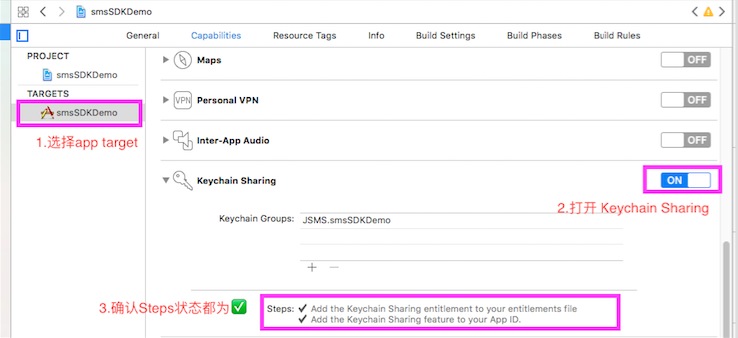 smsSDKDemo
General Capabilities Resource Tags Info Build Settings Build Phases Build Rules
PROJECT
smsSDKDemo
TARGETS
smsSDKDemo
1.选择app target
Maps OFF
VPN Personal VPN OFF
Inter-App Audio OFF
Keychain Sharing ON
2.打开 Keychain Sharing
Keychain Groups: JSMS.smsSDKDemo
3.确认Steps状态都为✅
Steps: ✔ Add the Keychain Sharing entitlement to your entitlements file
✔ Add the Keychain Sharing feature to your App ID.